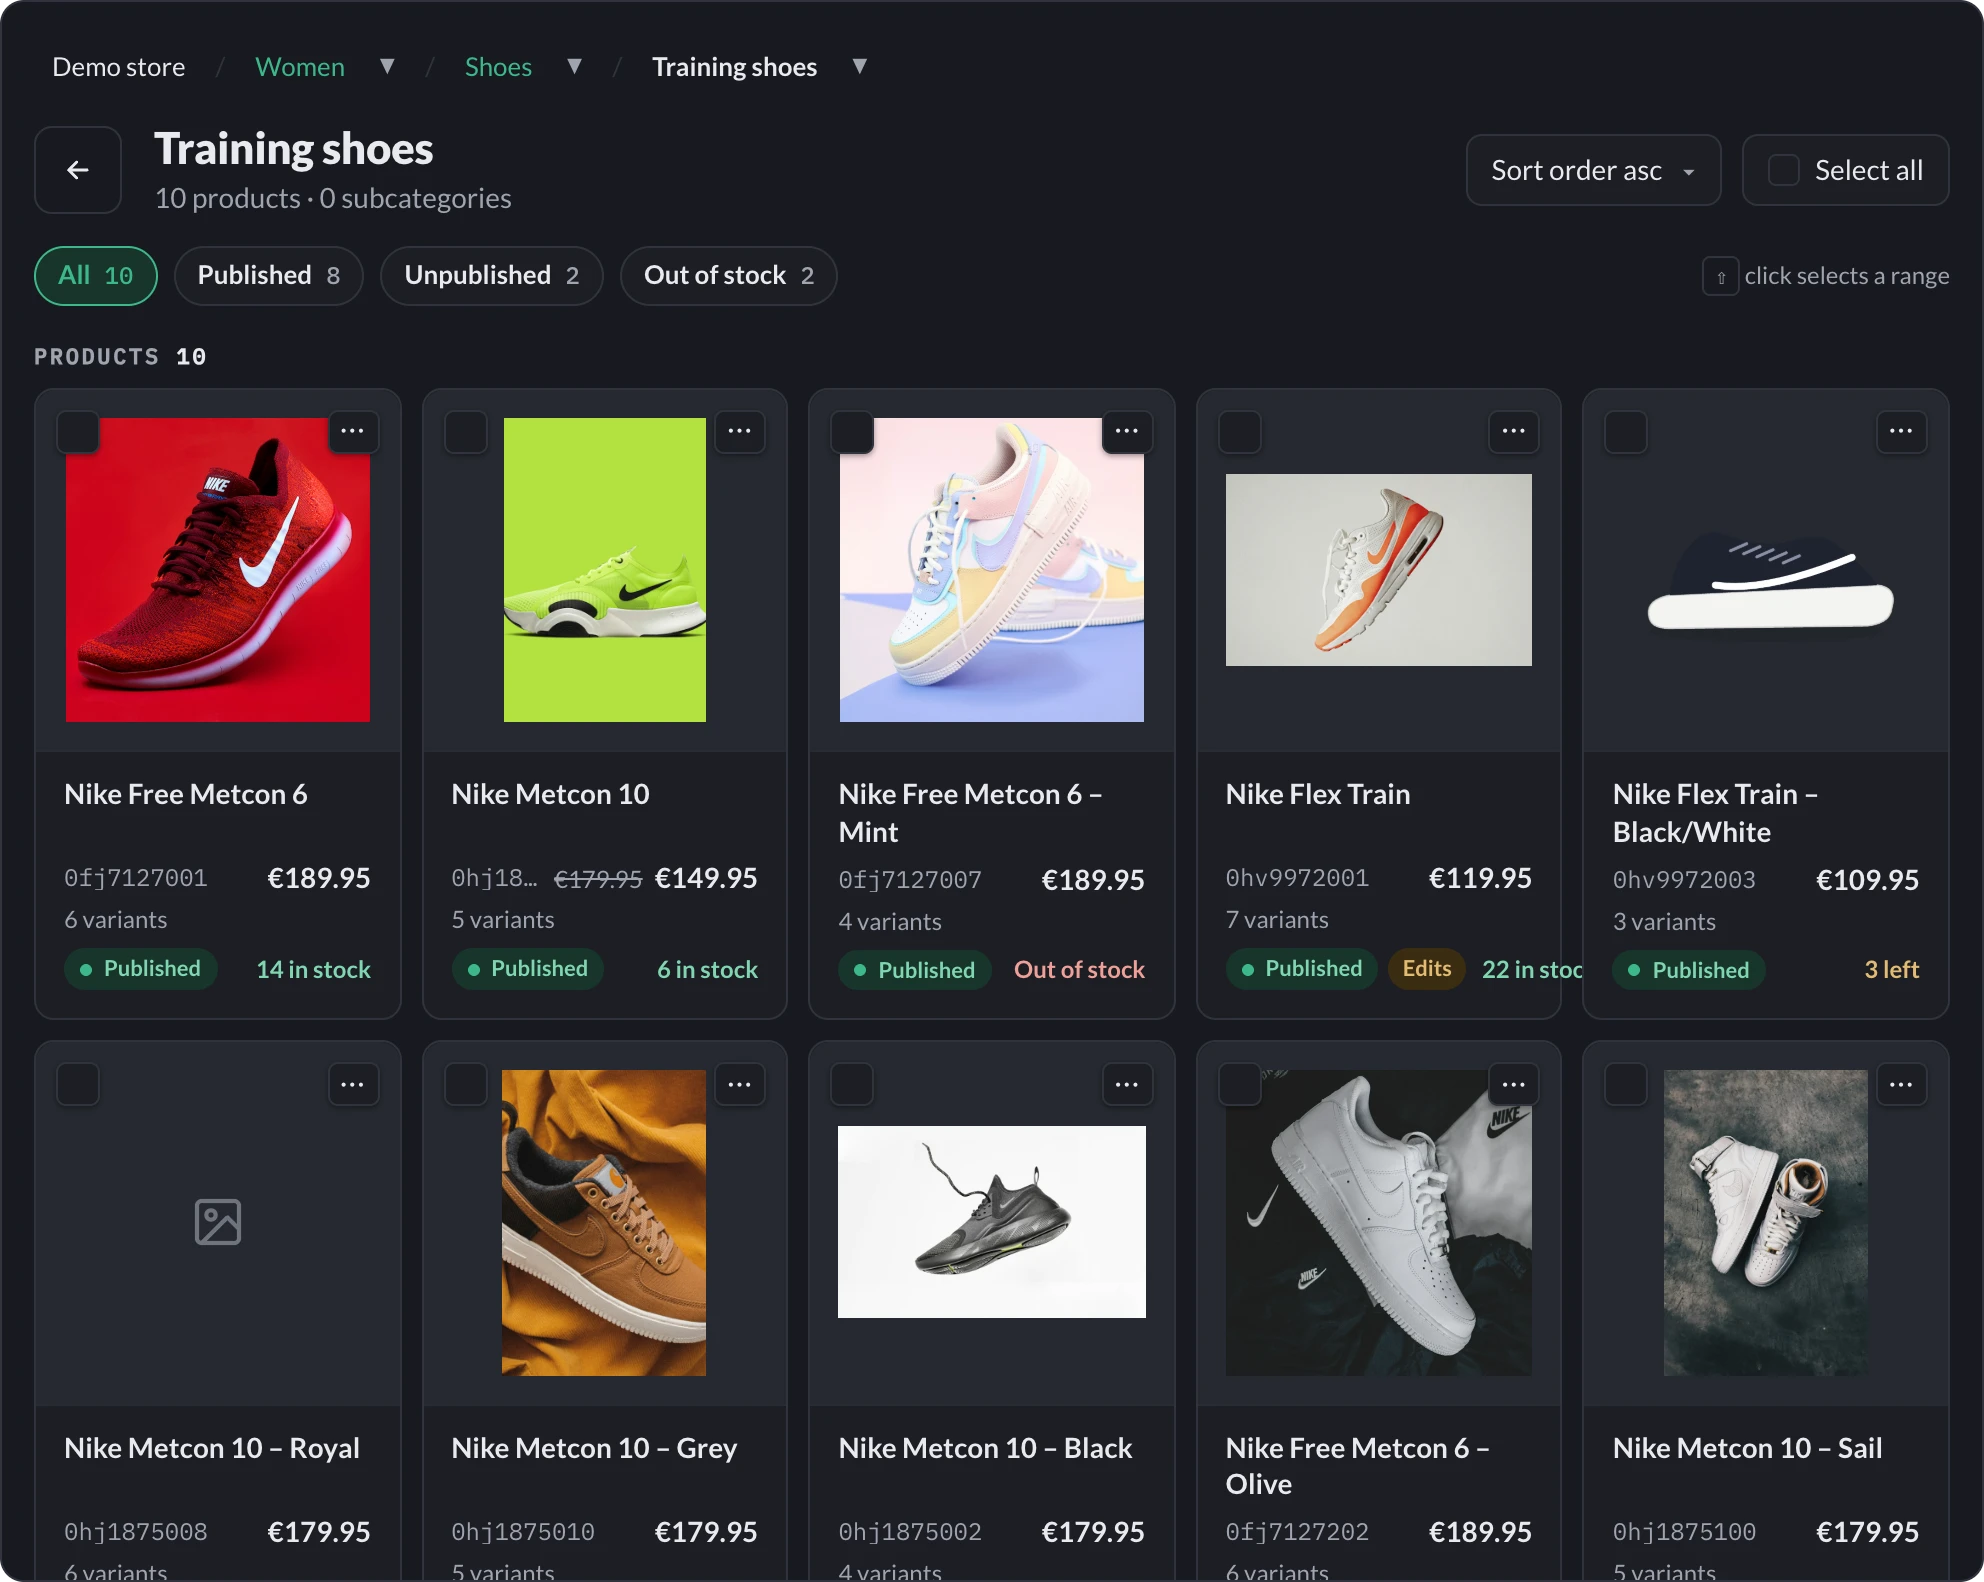 Demo store / Women ▼ / Shoes ▼ / Training shoes ▼
Training shoes
10 products · 0 subcategories
Sort order asc
Select all
All 10
Published 8
Unpublished 2
Out of stock 2
⇧ click selects a range
PRODUCTS 10
NIKE
Nike Free Metcon 6
0fj7127001 €189.95
6 variants
Published 14 in stock
Nike Metcon 10
0hj18… €179.95 €149.95
5 variants
Published 6 in stock
Nike Free Metcon 6 –
Mint
0fj7127007 €189.95
4 variants
Published Out of stock
Nike Flex Train
0hv9972001 €119.95
7 variants
Published Edits 22 in stoc
Nike Flex Train –
Black/White
0hv9972003 €109.95
3 variants
Published 3 left
Nike Metcon 10 – Royal
0hj1875008 €179.95
6 variants
Nike Metcon 10 – Grey
0hj1875010 €179.95
5 variants
Nike Metcon 10 – Black
0hj1875002 €179.95
4 variants
NIKE
AIR
NIKE
Nike Free Metcon 6 –
Olive
0fj7127202 €189.95
6 variants
Nike Metcon 10 – Sail
0hj1875100 €179.95
5 variants